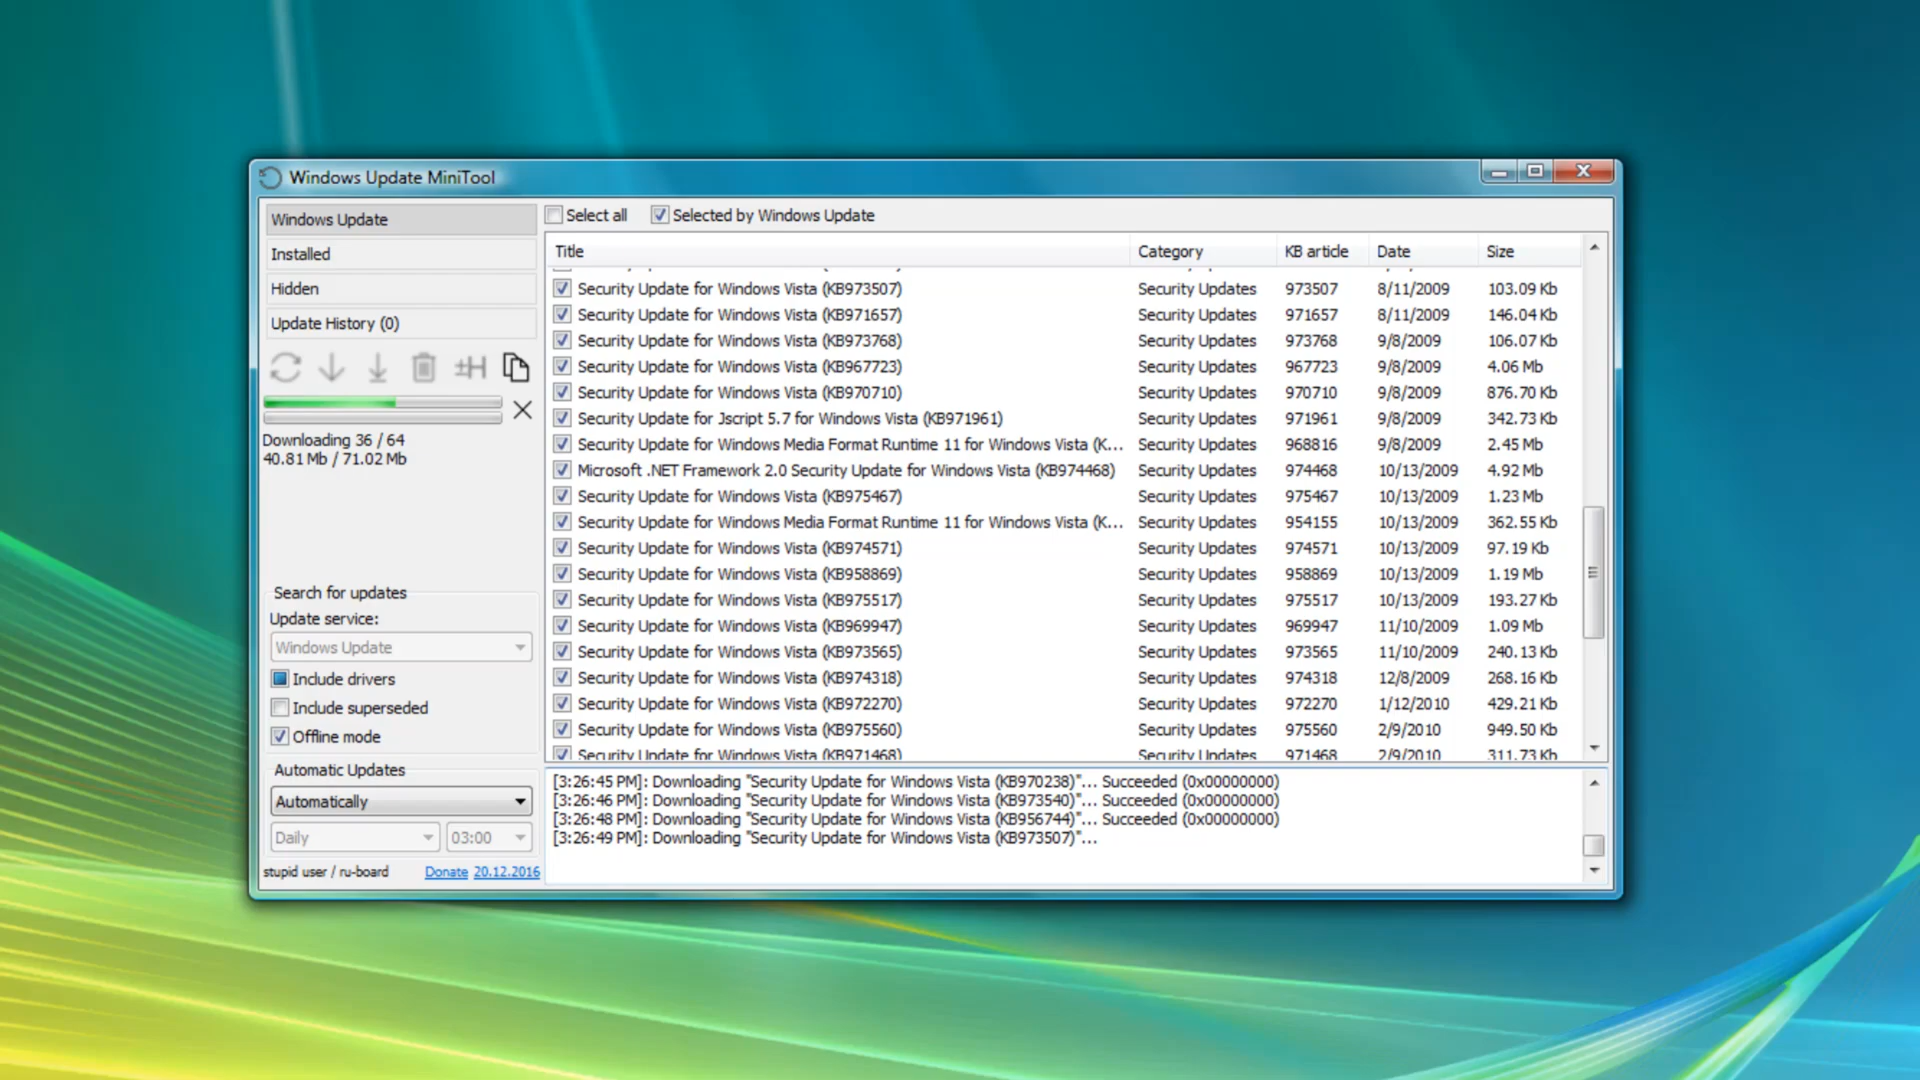 Windows Update MiniTool
Windows Update
Installed
Hidden
Update History (0)
±H
Downloading 36 / 64
40.81 Mb / 71.02 Mb
Search for updates
Update service:
Windows Update
Include drivers
Include superseded
Offline mode
Automatic Updates
Automatically
Daily 03:00
stupid user / ru-board Donate 20.12.2016
Select all Selected by Windows Update
Title Category KB article Date Size
Security Update for Windows Vista (KB973507) Security Updates 973507 8/11/2009 103.09 Kb
Security Update for Windows Vista (KB971657) Security Updates 971657 8/11/2009 146.04 Kb
Security Update for Windows Vista (KB973768) Security Updates 973768 9/8/2009 106.07 Kb
Security Update for Windows Vista (KB967723) Security Updates 967723 9/8/2009 4.06 Mb
Security Update for Windows Vista (KB970710) Security Updates 970710 9/8/2009 876.70 Kb
Security Update for Jscript 5.7 for Windows Vista (KB971961) Security Updates 971961 9/8/2009 342.73 Kb
Security Update for Windows Media Format Runtime 11 for Windows Vista (K... Security Updates 968816 9/8/2009 2.45 Mb
Microsoft .NET Framework 2.0 Security Update for Windows Vista (KB974468) Security Updates 974468 10/13/2009 4.92 Mb
Security Update for Windows Vista (KB975467) Security Updates 975467 10/13/2009 1.23 Mb
Security Update for Windows Media Format Runtime 11 for Windows Vista (K... Security Updates 954155 10/13/2009 362.55 Kb
Security Update for Windows Vista (KB974571) Security Updates 974571 10/13/2009 97.19 Kb
Security Update for Windows Vista (KB958869) Security Updates 958869 10/13/2009 1.19 Mb
Security Update for Windows Vista (KB975517) Security Updates 975517 10/13/2009 193.27 Kb
Security Update for Windows Vista (KB969947) Security Updates 969947 11/10/2009 1.09 Mb
Security Update for Windows Vista (KB973565) Security Updates 973565 11/10/2009 240.13 Kb
Security Update for Windows Vista (KB974318) Security Updates 974318 12/8/2009 268.16 Kb
Security Update for Windows Vista (KB972270) Security Updates 972270 1/12/2010 429.21 Kb
Security Update for Windows Vista (KB975560) Security Updates 975560 2/9/2010 949.50 Kb
Security Update for Windows Vista (KB971468) Security Updates 971468 2/9/2010 311.73 Kb
[3:26:45 PM]: Downloading "Security Update for Windows Vista (KB970238)"... Succeeded (0x00000000)
[3:26:46 PM]: Downloading "Security Update for Windows Vista (KB973540)"... Succeeded (0x00000000)
[3:26:48 PM]: Downloading "Security Update for Windows Vista (KB956744)"... Succeeded (0x00000000)
[3:26:49 PM]: Downloading "Security Update for Windows Vista (KB973507)"...